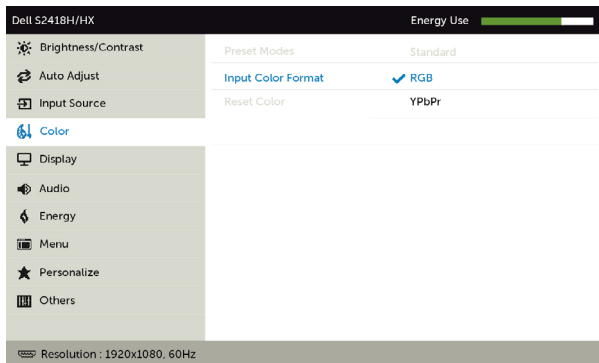 Dell S2418H/HX
Energy Use
Brightness/Contrast
Auto Adjust
Input Source
Color
Display
Audio
Energy
Menu
Personalize
Others
Preset Modes
Standard
Input Color Format
RGB
Reset Color
YPbPr
Resolution : 1920x1080, 60Hz